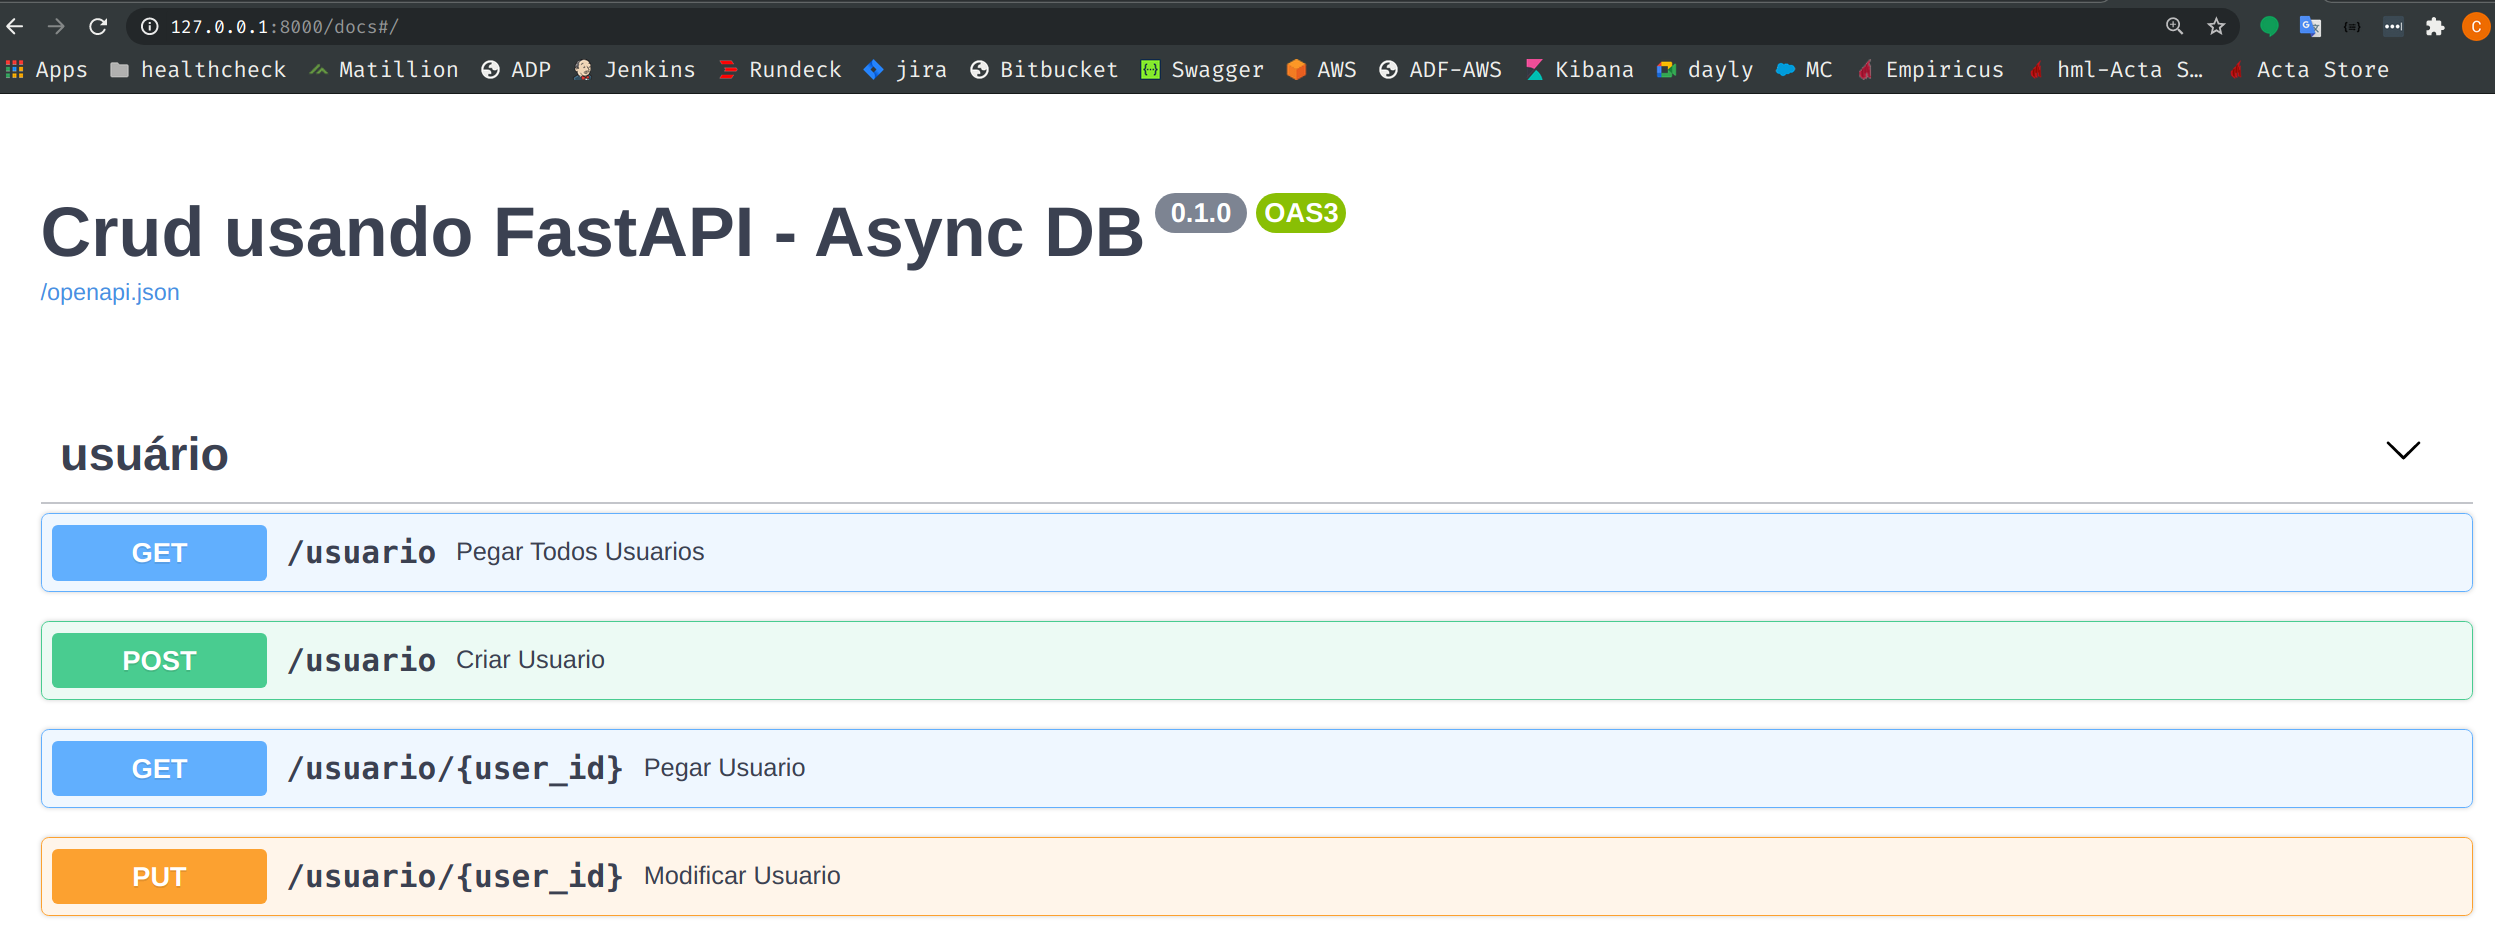 127.0.0.1:8000/docs#/
Apps healthcheck Matillion ADP Jenkins Rundeck jira Bitbucket Swagger AWS ADF-AWS Kibana dayly MC Empiricus hml-Acta S… Acta Store
Crud usando FastAPI - Async DB 0.1.0 OAS3
/openapi.json
usuário
GET /usuario Pegar Todos Usuarios
POST /usuario Criar Usuario
GET /usuario/{user_id} Pegar Usuario
PUT /usuario/{user_id} Modificar Usuario